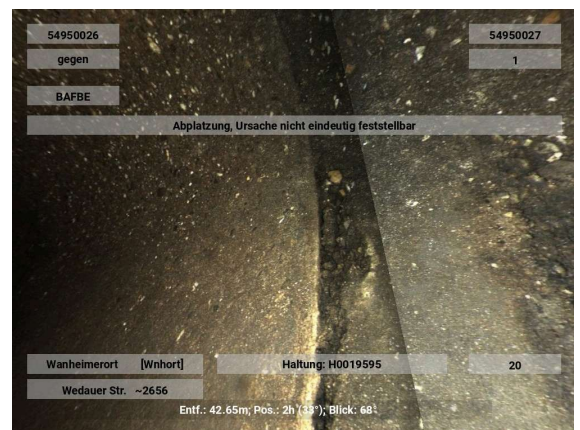 54950026 54950027
gegen 1
BAFBE
Abplatzung, Ursache nicht eindeutig feststellbar
Wanheimerort [Wnhort] Haltung: H0019595 20
Wedauer Str. ~2656
Entf.: 42.65m; Pos.: 2h (33°); Blick: 68°